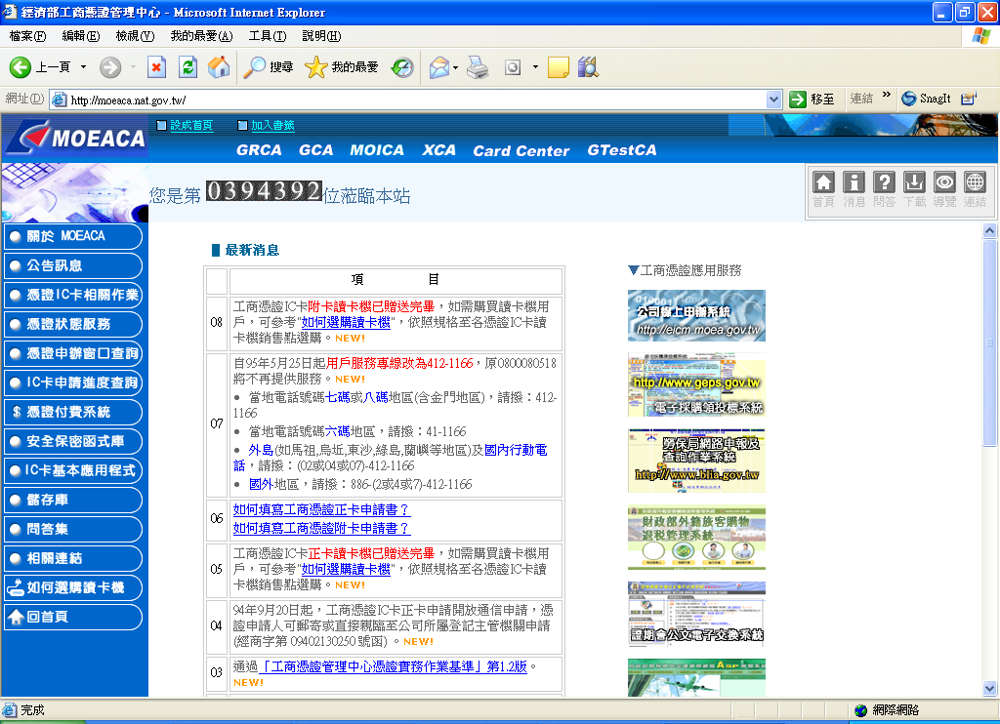 經濟部工商憑證管理中心 - Microsoft Internet Explorer
檔案(F) 編輯(E) 檢視(V) 我的最愛(A) 工具(T) 說明(H)
上一頁 搜尋 我的最愛
網址(D) http://moeaca.nat.gov.tw/ 移至 連結 » SnagIt
MOEACA 設成首頁 加入書籤
GRCA GCA MOICA XCA Card Center GTestCA
您是第 0394392 位蒞臨本站
首頁 消息 問答 下載 導覽 連結
關於 MOEACA
公告訊息
憑證IC卡相關作業
憑證狀態服務
憑證申辦窗口查詢
IC卡申請進度查詢
$ 憑證付費系統
安全保密函式庫
IC卡基本應用程式
儲存庫
問答集
相關連結
如何選購讀卡機
回首頁
最新消息
項 目
08
工商憑證IC卡附卡讀卡機已贈送完畢，如需購買讀卡機用
戶，可參考"如何選購讀卡機"，依照規格至各憑證IC卡讀
卡機銷售點選購。NEW!
07
自95年5月25日起用戶服務專線改為412-1166，原0800080518
將不再提供服務。NEW!
● 當地電話號碼七碼或八碼地區(含金門地區)，請撥：412-
1166
● 當地電話號碼六碼地區，請撥：41-1166
● 外島(如馬祖,烏坵,東沙,綠島,蘭嶼等地區)及國內行動電
話，請撥：(02或04或07)-412-1166
● 國外地區，請撥：886-(2或4或7)-412-1166
06
如何填寫工商憑證正卡申請書？
如何填寫工商憑證附卡申請書？
05
工商憑證IC卡正卡讀卡機已贈送完畢，如需購買讀卡機用
戶，可參考"如何選購讀卡機"，依照規格至各憑證IC卡讀
卡機銷售點選購。NEW!
04
94年9月20日起，工商憑證IC卡正卡申請開放通信申請，憑
證申請人可郵寄或直接親臨至公司所屬登記主管機關申請
(經商字第 09402130250 號函) 。NEW!
03
通過「工商憑證管理中心憑證實務作業基準」第1.2版。
NEW!
▼工商憑證應用服務
公司線上申辦系統
http://eicm.moea.gov.tw
http://www.geps.gov.tw
電子採購領投標系統
勞保局網路申報及
查詢作業系統
http://www.blia.gov.tw
財政部外籍旅客購物
退稅管理系統
證期會公文電子交換系統
完成 網際網路